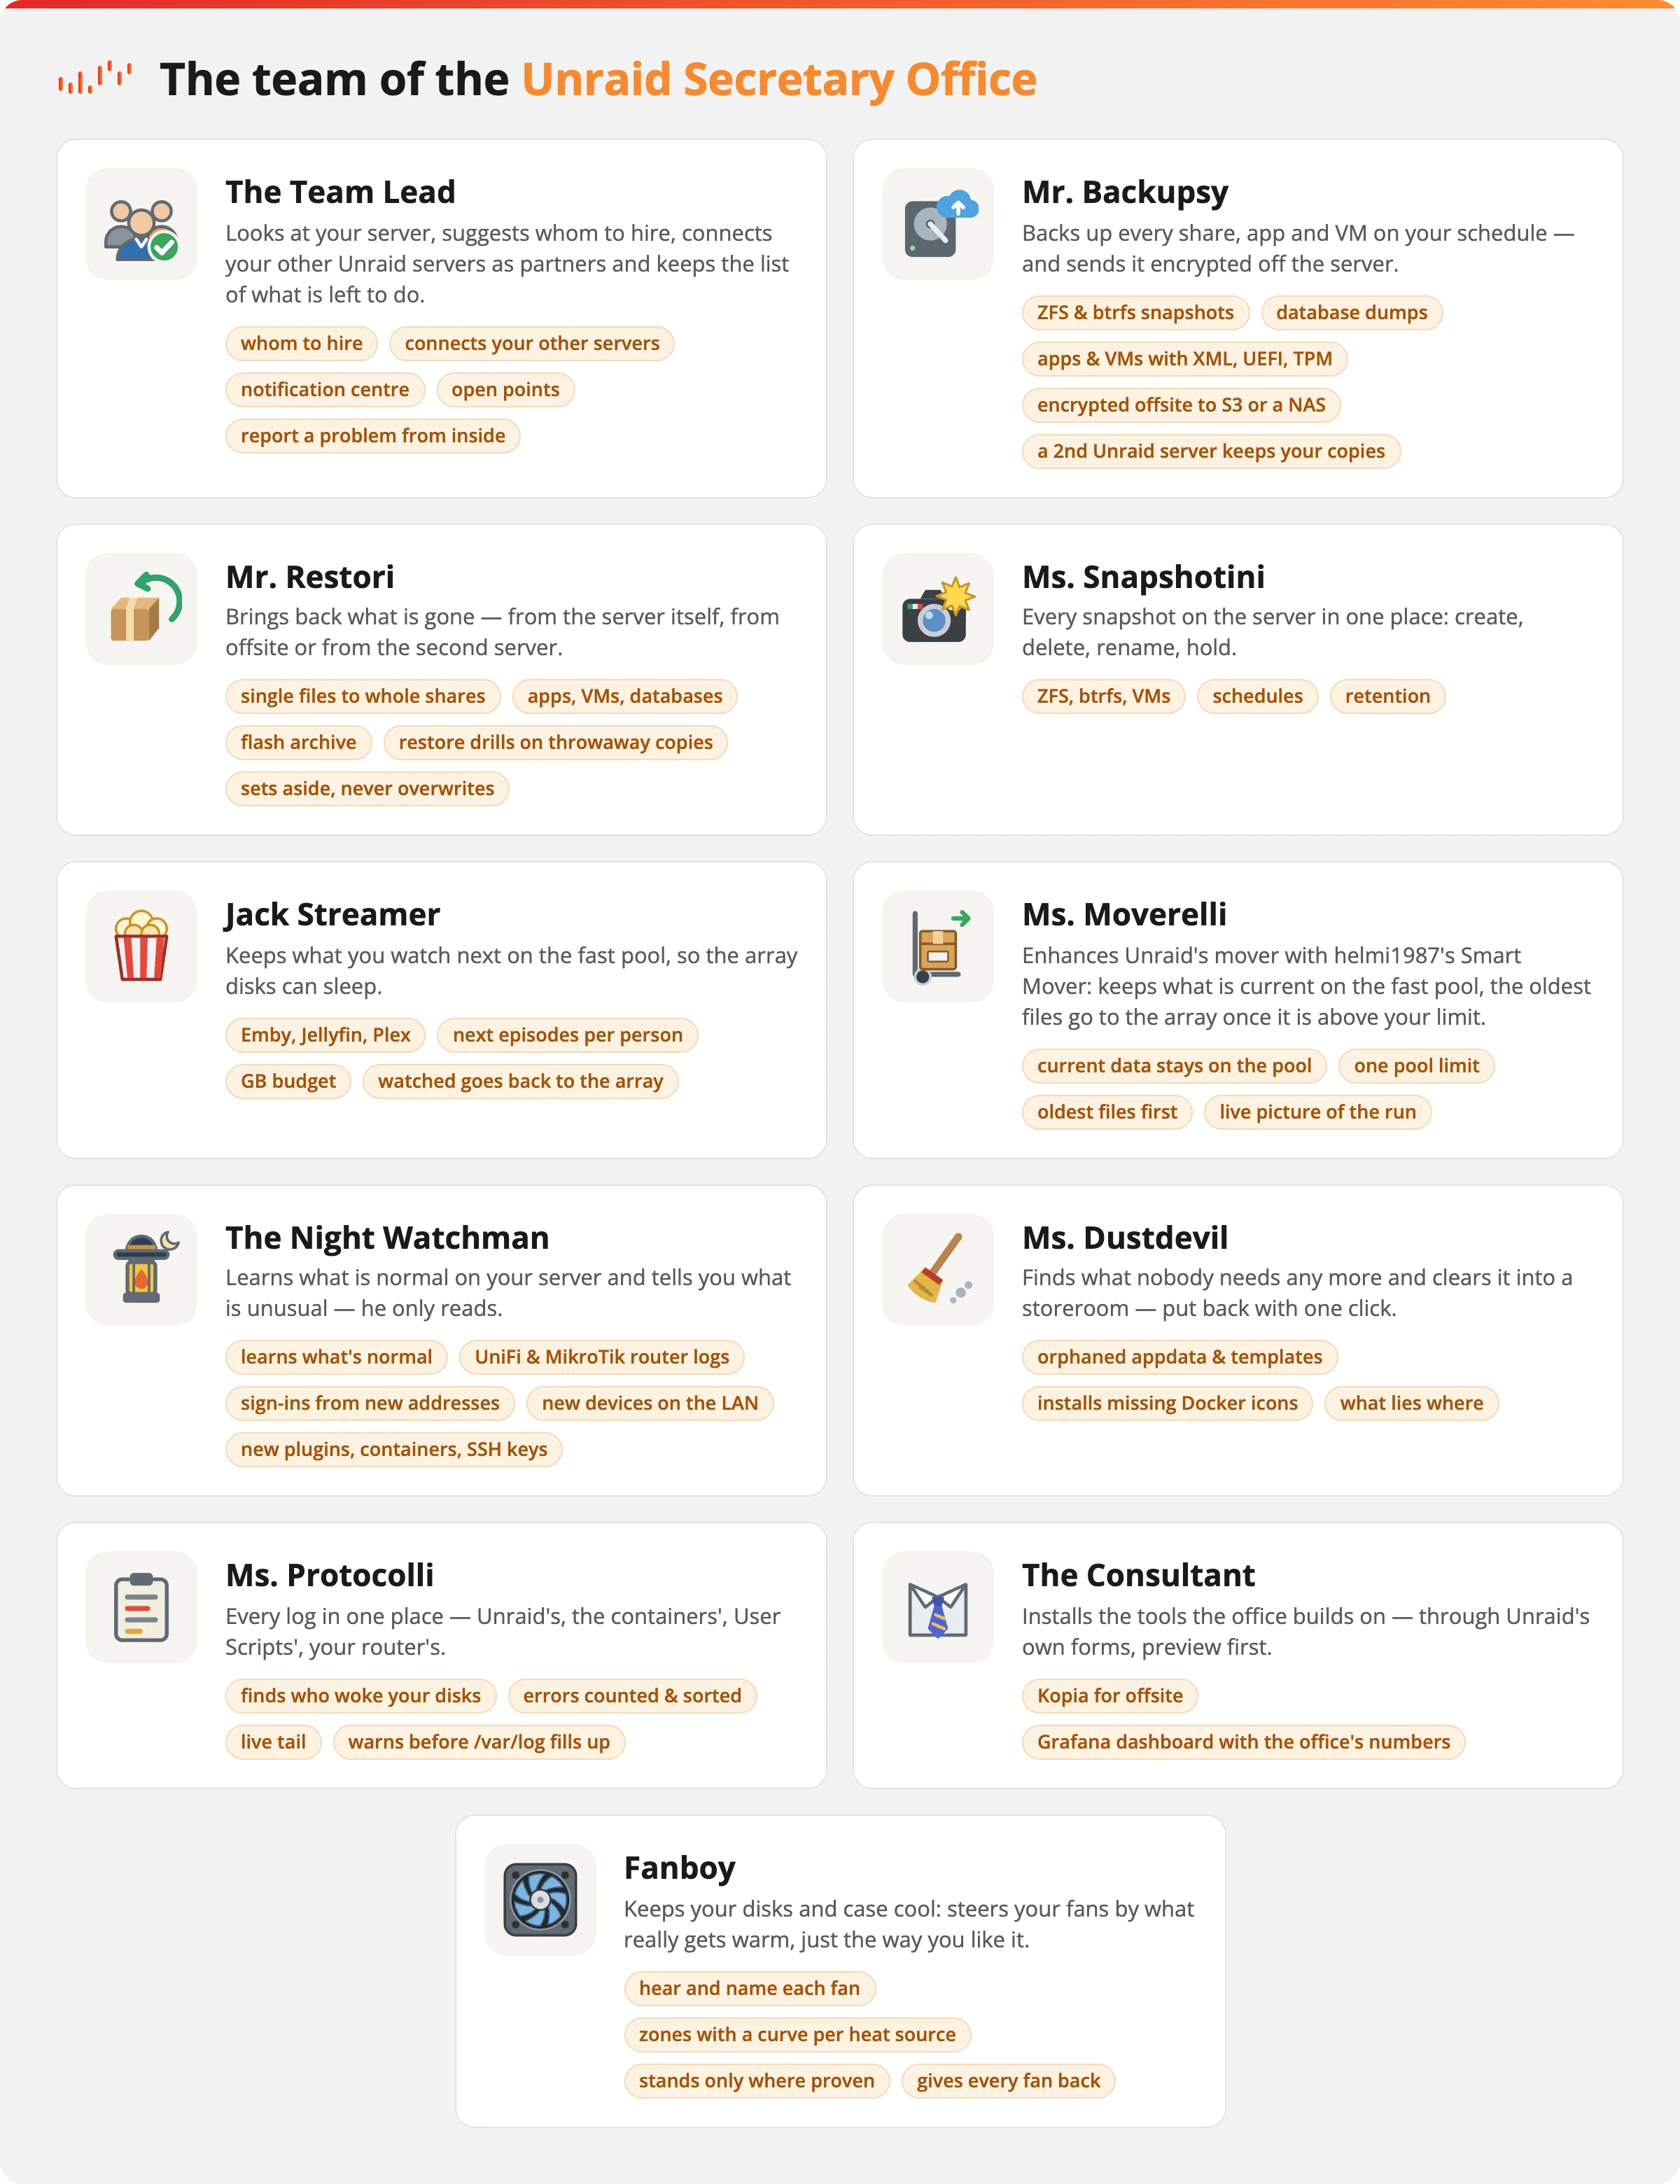 The team of the Unraid Secretary Office
The Team Lead
Looks at your server, suggests whom to hire, connects
your other Unraid servers as partners and keeps the list
of what is left to do.
whom to hire
connects your other servers
notification centre
open points
report a problem from inside
Mr. Backupsy
Backs up every share, app and VM on your schedule —
and sends it encrypted off the server.
ZFS & btrfs snapshots
database dumps
apps & VMs with XML, UEFI, TPM
encrypted offsite to S3 or a NAS
a 2nd Unraid server keeps your copies
Mr. Restori
Brings back what is gone — from the server itself, from
offsite or from the second server.
single files to whole shares
apps, VMs, databases
flash archive
restore drills on throwaway copies
sets aside, never overwrites
Ms. Snapshotini
Every snapshot on the server in one place: create,
delete, rename, hold.
ZFS, btrfs, VMs
schedules
retention
Jack Streamer
Keeps what you watch next on the fast pool, so the array
disks can sleep.
Emby, Jellyfin, Plex
next episodes per person
GB budget
watched goes back to the array
Ms. Moverelli
Enhances Unraid's mover with helmi1987's Smart
Mover: keeps what is current on the fast pool, the oldest
files go to the array once it is above your limit.
current data stays on the pool
one pool limit
oldest files first
live picture of the run
The Night Watchman
Learns what is normal on your server and tells you what
is unusual — he only reads.
learns what's normal
UniFi & MikroTik router logs
sign-ins from new addresses
new devices on the LAN
new plugins, containers, SSH keys
Ms. Dustdevil
Finds what nobody needs any more and clears it into a
storeroom — put back with one click.
orphaned appdata & templates
installs missing Docker icons
what lies where
Ms. Protocolli
Every log in one place — Unraid's, the containers', User
Scripts', your router's.
finds who woke your disks
errors counted & sorted
live tail
warns before /var/log fills up
The Consultant
Installs the tools the office builds on — through Unraid's
own forms, preview first.
Kopia for offsite
Grafana dashboard with the office's numbers
Fanboy
Keeps your disks and case cool: steers your fans by what
really gets warm, just the way you like it.
hear and name each fan
zones with a curve per heat source
stands only where proven
gives every fan back